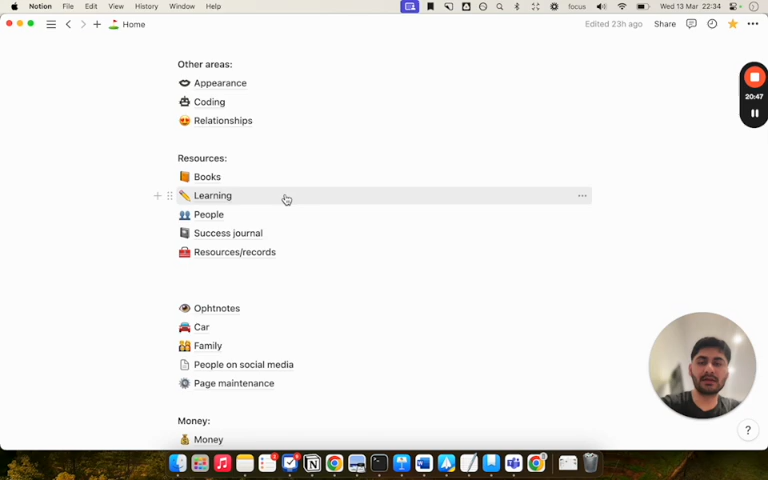 Notion File Edit View History Window Help focus Wed 13 Mar 22:34
Home Edited 23h ago Share
Other areas:
Appearance
Coding
Relationships
20:47
Resources:
Books
Learning
People
Success journal
Resources/records
Ophtnotes
Car
Family
People on social media
Page maintenance
Money:
Money
?